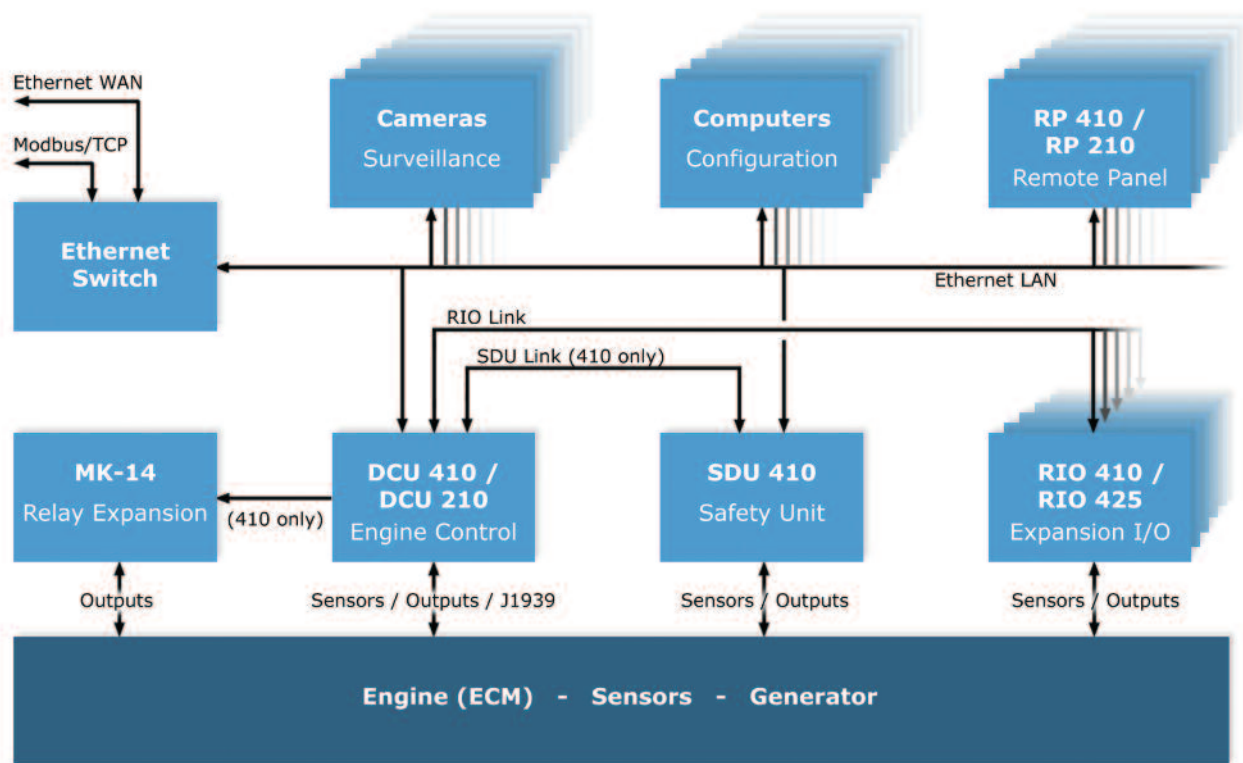 Ethernet WAN
Modbus/TCP
Ethernet
Switch
Cameras
Surveillance
Computers
Configuration
RP 410 /
RP 210
Remote Panel
Ethernet LAN
RIO Link
SDU Link (410 only)
MK-14
Relay Expansion
(410 only)
DCU 410 /
DCU 210
Engine Control
SDU 410
Safety Unit
RIO 410 /
RIO 425
Expansion I/O
Outputs
Sensors / Outputs / J1939
Sensors / Outputs
Sensors / Outputs
Engine (ECM) - Sensors - Generator